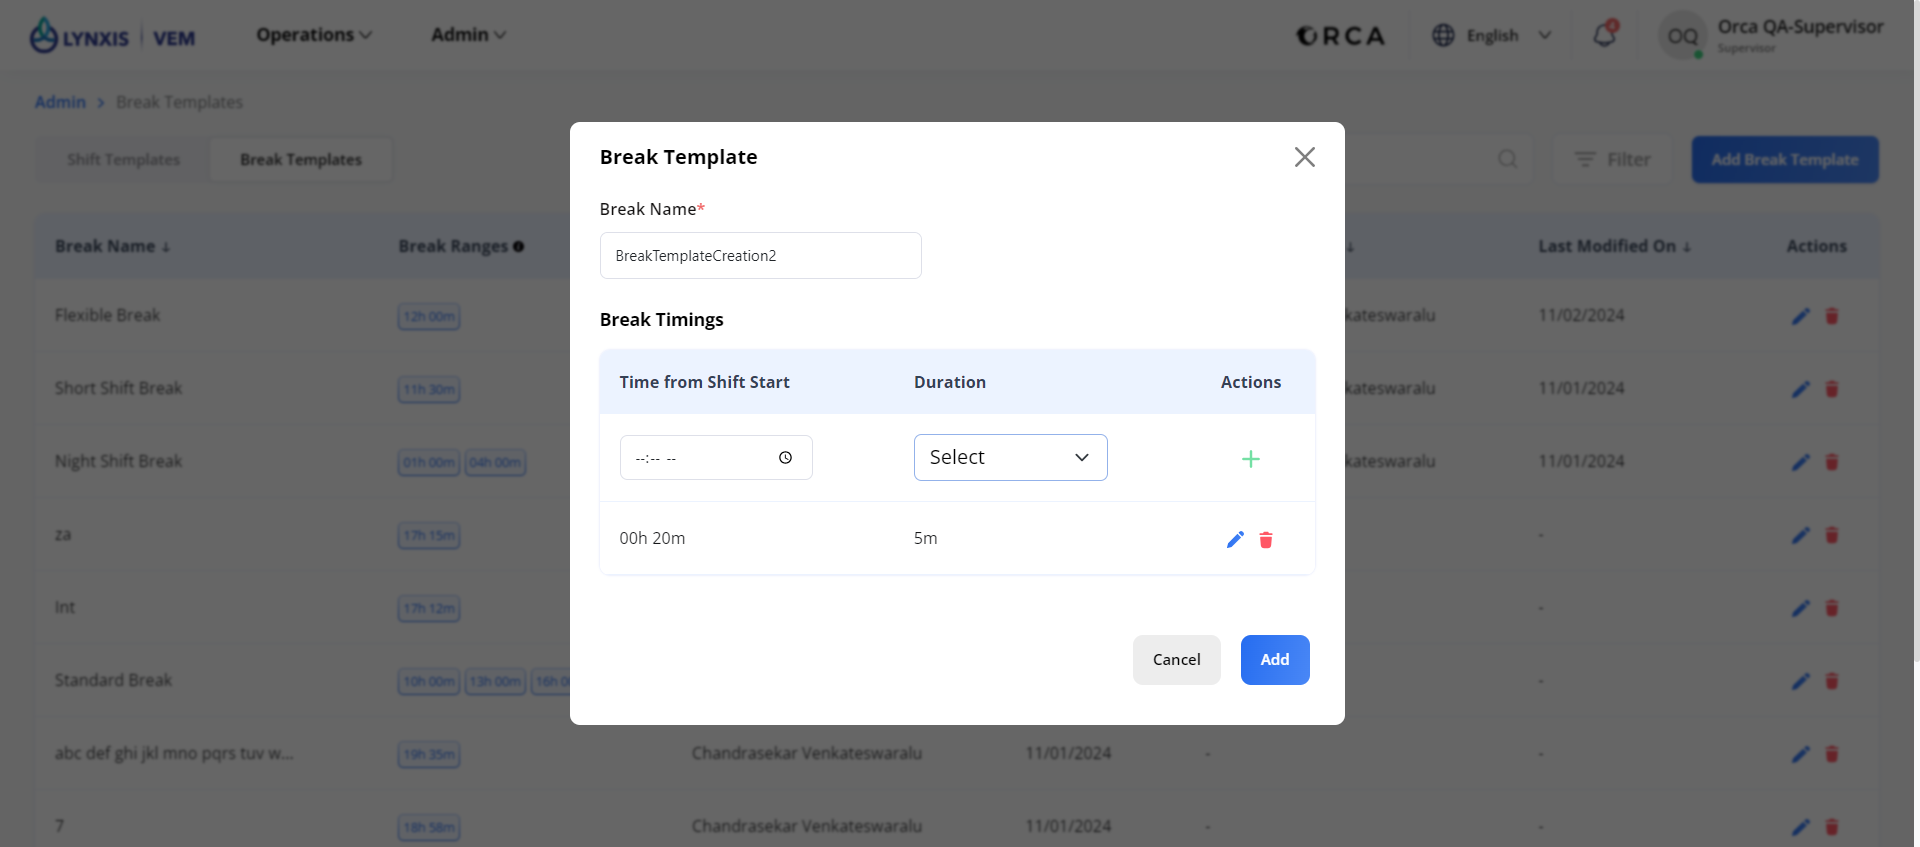 LYNXIS | VEM Operations Admin ORCA English 4 OQ Orca QA-Supervisor
Supervisor
Admin > Break Templates
Shift Templates Break Templates Filter Add Break Template
Break Name ↓ Break Ranges ↓ Last Modified On ↓ Actions
Flexible Break 12h 00m kateswaralu 11/02/2024
Short Shift Break 11h 30m kateswaralu 11/01/2024
Night Shift Break 01h 00m 04h 00m kateswaralu 11/01/2024
za 17h 15m -
Int 17h 12m -
Standard Break 10h 00m 13h 00m 16h 0 -
abc def ghi jkl mno pqrs tuv w... 19h 35m Chandrasekar Venkateswaralu 11/01/2024 - -
7 18h 58m Chandrasekar Venkateswaralu 11/01/2024 - -
Break Template
Break Name*
BreakTemplateCreation2
Break Timings
Time from Shift Start Duration Actions
--:-- -- Select +
00h 20m 5m
Cancel Add